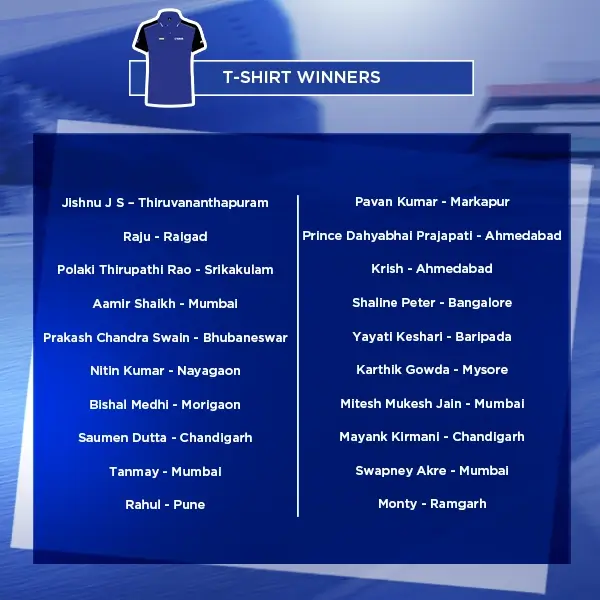 T-SHIRT WINNERS
Jishnu J S – Thiruvananthapuram
Raju - Raigad
Polaki Thirupathi Rao - Srikakulam
Aamir Shaikh - Mumbai
Prakash Chandra Swain - Bhubaneswar
Nitin Kumar - Nayagaon
Bishal Medhi - Morigaon
Saumen Dutta - Chandigarh
Tanmay - Mumbai
Rahul - Pune
Pavan Kumar - Markapur
Prince Dahyabhai Prajapati - Ahmedabad
Krish - Ahmedabad
Shaline Peter - Bangalore
Yayati Keshari - Baripada
Karthik Gowda - Mysore
Mitesh Mukesh Jain - Mumbai
Mayank Kirmani - Chandigarh
Swapney Akre - Mumbai
Monty - Ramgarh